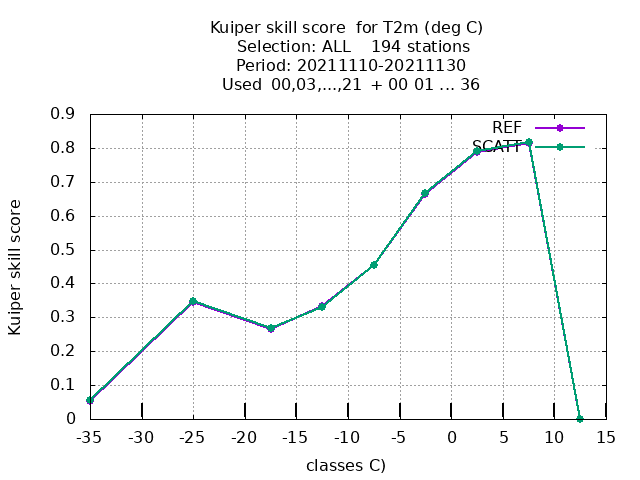 Kuiper skill score for T2m (deg C)
Selection: ALL 194 stations
Period: 20211110-20211130
Used 00,03,...,21 + 00 01 ... 36
REF
SCATT
0.9
0.8
0.7
0.6
0.5
0.4
0.3
0.2
0.1
0
Kuiper skill score
-35 -30 -25 -20 -15 -10 -5 0 5 10 15
classes C)